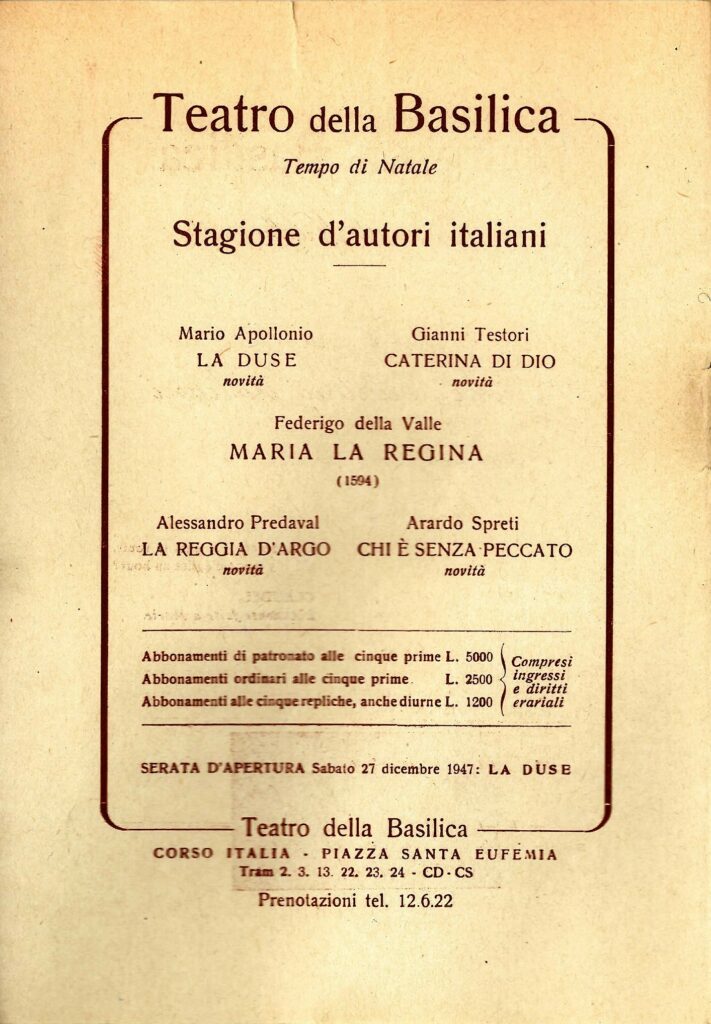 Teatro della Basilica
Tempo di Natale
Stagione d'autori italiani
Mario Apollonio
LA DUSE
novità
Gianni Testori
CATERINA DI DIO
novità
Federigo della Valle
MARIA LA REGINA
(1594)
Alessandro Predaval
LA REGGIA D'ARGO
novità
Arardo Spreti
CHI È SENZA PECCATO
novità
Abbonamenti di patronato alle cinque prime L. 5000
Abbonamenti ordinari alle cinque prime L. 2500
Abbonamenti alle cinque repliche, anche diurne L. 1200
Compresi
ingressi
e diritti
erariali
SERATA D'APERTURA Sabato 27 dicembre 1947: LA DUSE
Teatro della Basilica
CORSO ITALIA - PIAZZA SANTA EUFEMIA
Tram 2. 3. 13. 22. 23. 24 - CD - CS
Prenotazioni tel. 12.6.22